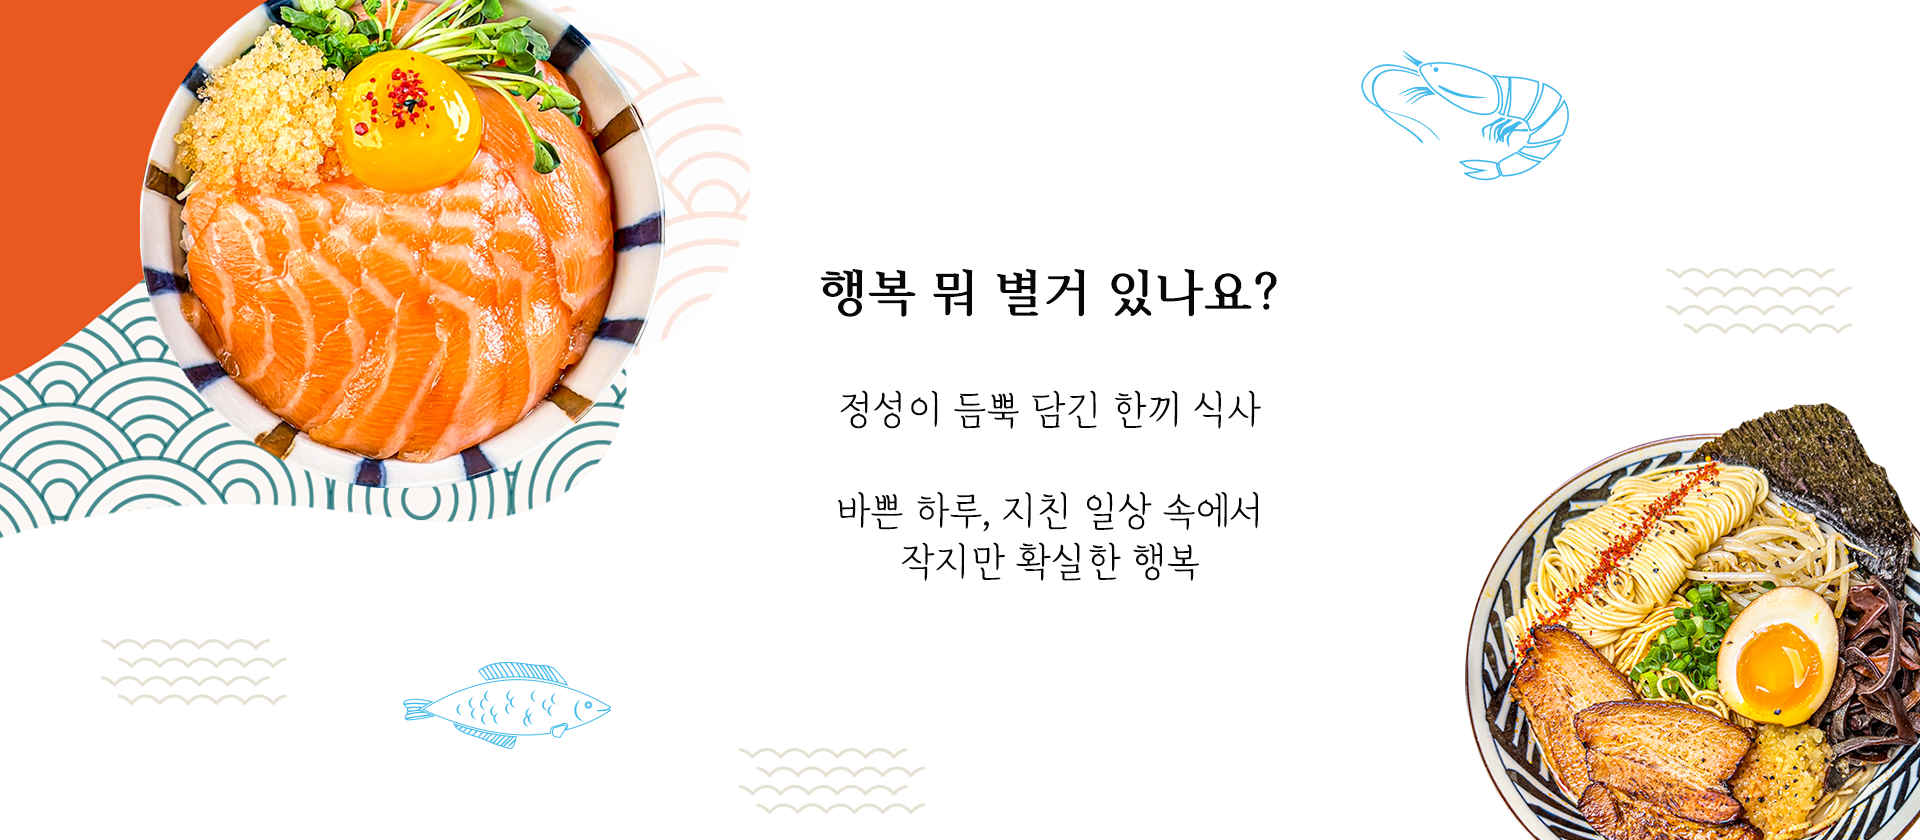 행복 뭐 별거 있나요?
정성이 듬뿍 담긴 한끼 식사
바쁜 하루, 지친 일상 속에서
작지만 확실한 행복